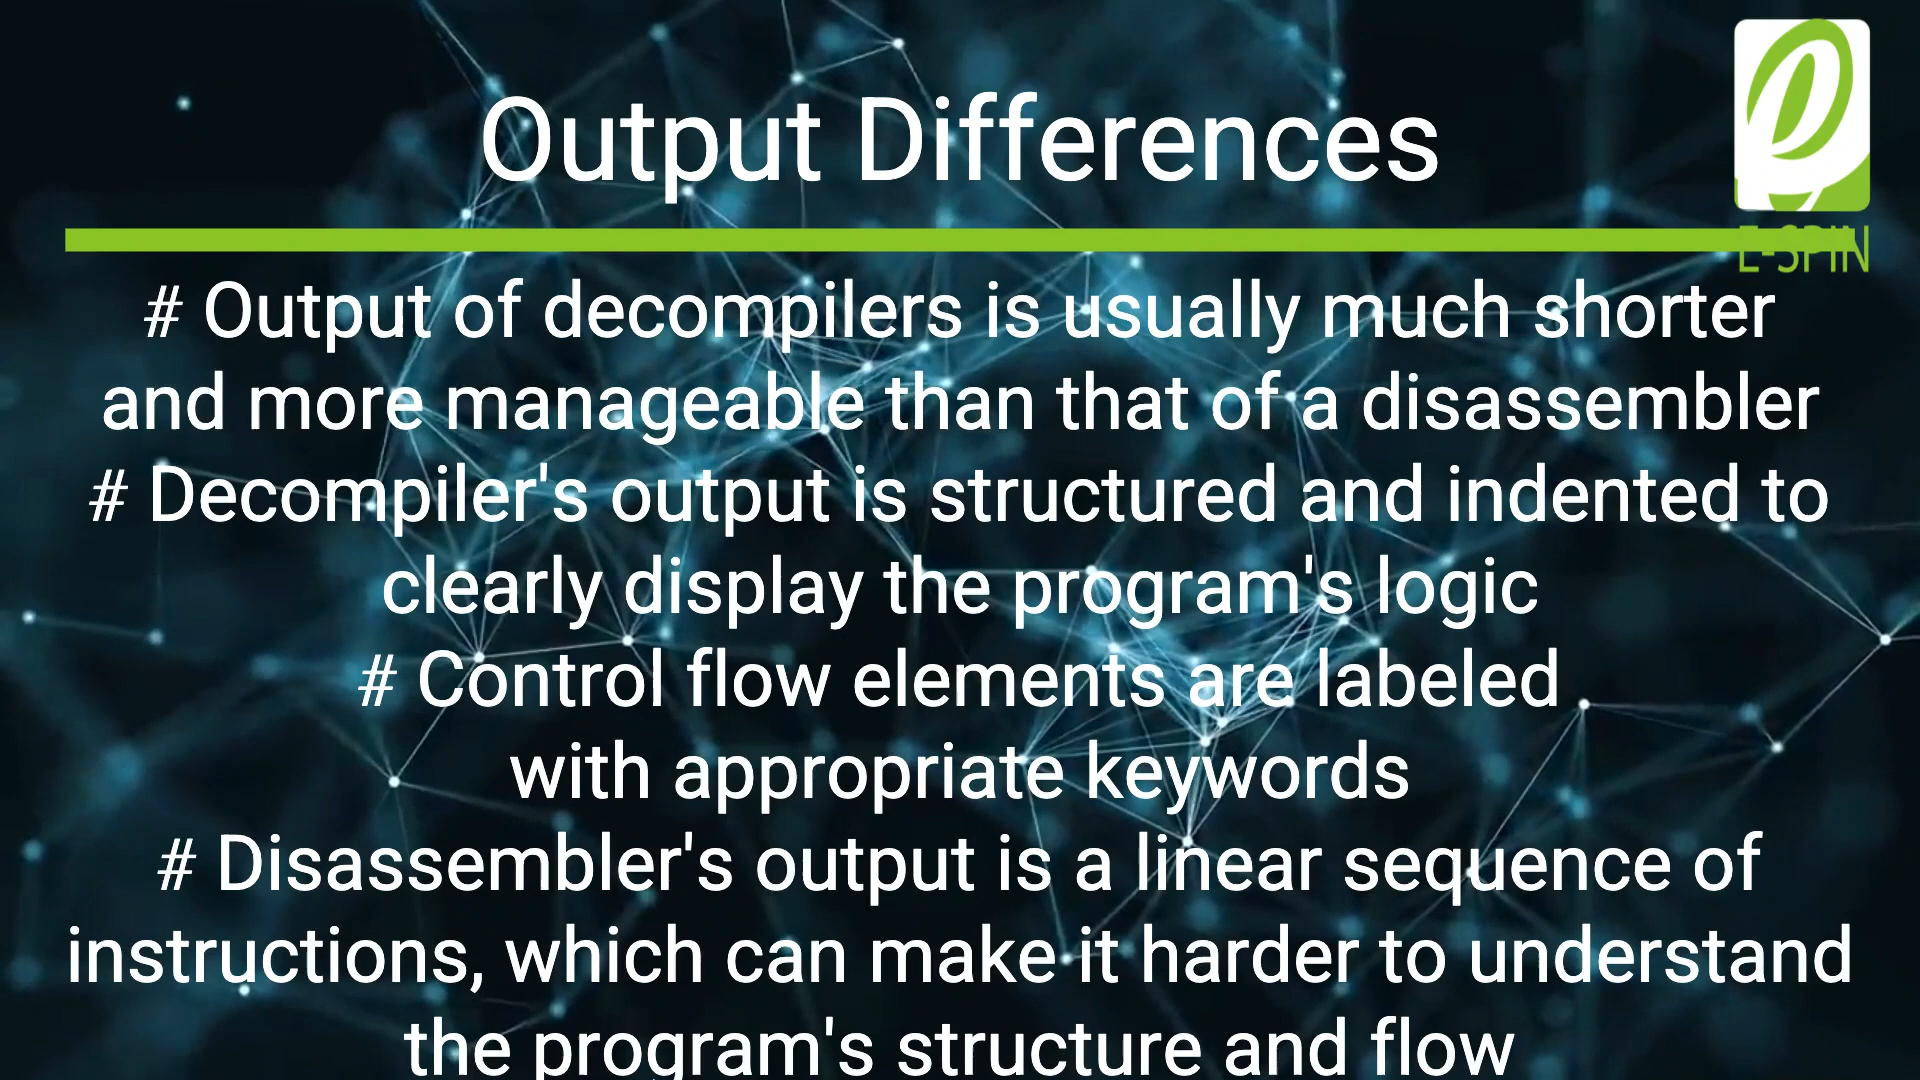 Output Differences
E-SPIN
# Output of decompilers is usually much shorter
and more manageable than that of a disassembler
# Decompiler's output is structured and indented to
clearly display the program's logic
# Control flow elements are labeled
with appropriate keywords
# Disassembler's output is a linear sequence of
instructions, which can make it harder to understand
the program's structure and flow